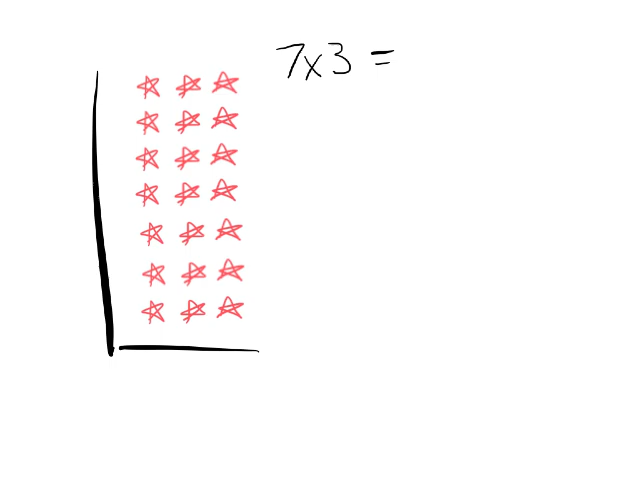 7x3 =